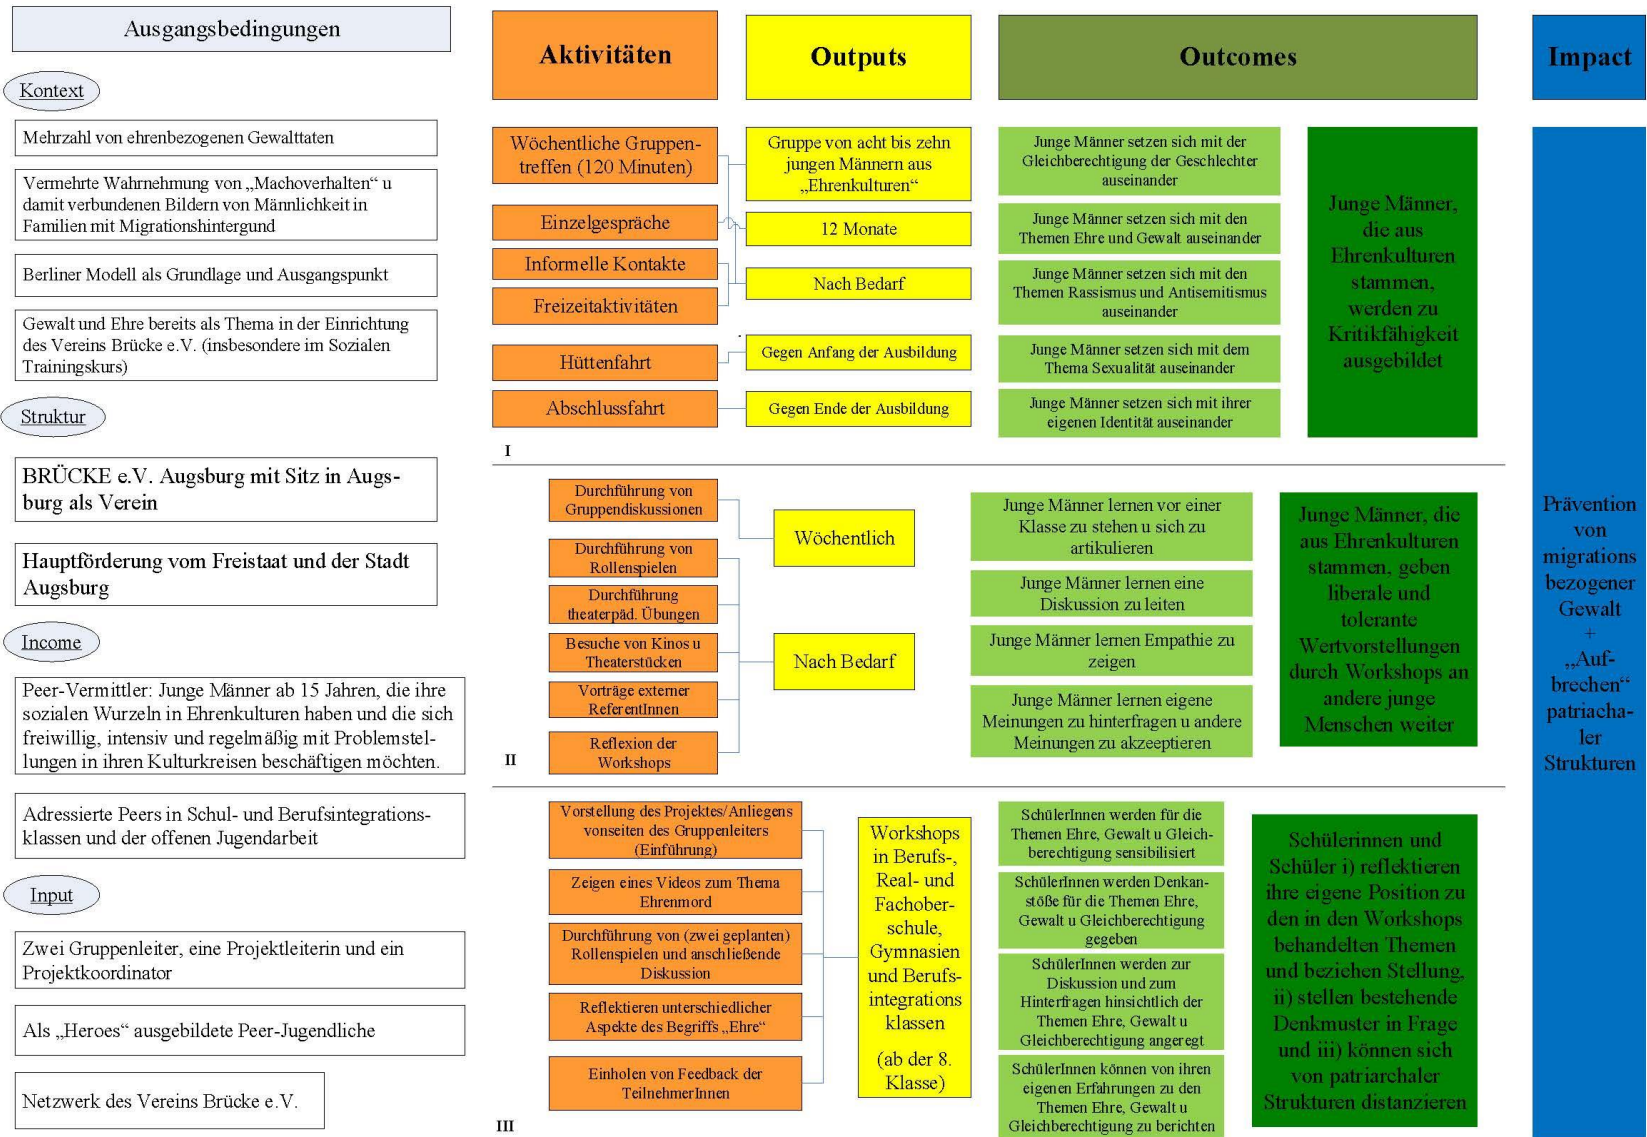 Ausgangsbedingungen
Kontext
Mehrzahl von ehrenbezogenen Gewalttaten
Vermehrte Wahrnehmung von „Machoverhalten“ u
damit verbundenen Bildern von Männlichkeit in
Familien mit Migrationshintergund
Berliner Modell als Grundlage und Ausgangspunkt
Gewalt und Ehre bereits als Thema in der Einrichtung
des Vereins Brücke e.V. (insbesondere im Sozialen
Trainingskurs)
Struktur
BRÜCKE e.V. Augsburg mit Sitz in Augs-
burg als Verein
Hauptförderung vom Freistaat und der Stadt
Augsburg
Income
Peer-Vermittler: Junge Männer ab 15 Jahren, die ihre
sozialen Wurzeln in Ehrenkulturen haben und die sich
freiwillig, intensiv und regelmäßig mit Problemstel-
lungen in ihren Kulturkreisen beschäftigen möchten.
Adressierte Peers in Schul- und Berufsintegrations-
klassen und der offenen Jugendarbeit
Input
Zwei Gruppenleiter, eine Projektleiterin und ein
Projektkoordinator
Als „Heroes“ ausgebildete Peer-Jugendliche
Netzwerk des Vereins Brücke e.V.
Aktivitäten
Outputs
Outcomes
Impact
Wöchentliche Gruppen-
treffen (120 Minuten)
Einzelgespräche
Informelle Kontakte
Freizeitaktivitäten
Hüttenfahrt
Abschlussfahrt
Gruppe von acht bis zehn
jungen Männern aus
„Ehrenkulturen“
12 Monate
Nach Bedarf
Gegen Anfang der Ausbildung
Gegen Ende der Ausbildung
Junge Männer setzen sich mit der
Gleichberechtigung der Geschlechter
auseinander
Junge Männer setzen sich mit den
Themen Ehre und Gewalt auseinander
Junge Männer setzen sich mit den
Themen Rassismus und Antisemitismus
auseinander
Junge Männer setzen sich mit dem
Thema Sexualität auseinander
Junge Männer setzen sich mit ihrer
eigenen Identität auseinander
Junge Männer,
die aus
Ehrenkulturen
stammen,
werden zu
Kritikfähigkeit
ausgebildet
I
Durchführung von
Gruppendiskussionen
Durchführung von
Rollenspielen
Durchführung
theaterpäd. Übungen
Besuche von Kinos u
Theaterstücken
Vorträge externer
ReferentInnen
Reflexion der
Workshops
Wöchentlich
Nach Bedarf
Junge Männer lernen vor einer
Klasse zu stehen u sich zu
artikulieren
Junge Männer lernen eine
Diskussion zu leiten
Junge Männer lernen Empathie zu
zeigen
Junge Männer lernen eigene
Meinungen zu hinterfragen u andere
Meinungen zu akzeeptieren
Junge Männer, die
aus Ehrenkulturen
stammen, geben
liberale und
tolerante
Wertvorstellungen
durch Workshops an
andere junge
Menschen weiter
II
Vorstellung des Projektes/Anliegens
vonseiten des Gruppenleiters
(Einführung)
Zeigen eines Videos zum Thema
Ehrenmord
Durchführung von (zwei geplanten)
Rollenspielen und anschließende
Diskussion
Reflektieren unterschiedlicher
Aspekte des Begriffs „Ehre“
Einholen von Feedback der
TeilnehmerInnen
Workshops
in Berufs-,
Real- und
Fachober-
schule,
Gymnasien
und Berufs-
integrations
klassen
(ab der 8.
Klasse)
SchülerInnen werden für die
Themen Ehre, Gewalt u Gleich-
berechtigung sensibilisiert
SchülerInnen werden Denkan-
stöße für die Themen Ehre,
Gewalt u Gleichberechtigung
gegeben
SchülerInnen werden zur
Diskussion und zum
Hinterfragen hinsichtlich der
Themen Ehre, Gewalt u
Gleichberechtigung angeregt
SchülerInnen können von ihren
eigenen Erfahrungen zu den
Themen Ehre, Gewalt u
Gleichberechtigung zu berichten
Schülerinnen und
Schüler i) reflektieren
ihre eigene Position zu
den in den Workshops
behandelten Themen
und beziehen Stellung,
ii) stellen bestehende
Denkmuster in Frage
und iii) können sich
von patriarchaler
Strukturen distanzieren
III
Prävention
von
migrations
bezogener
Gewalt
+
„Auf-
brechen“
patriacha-
ler
Strukturen